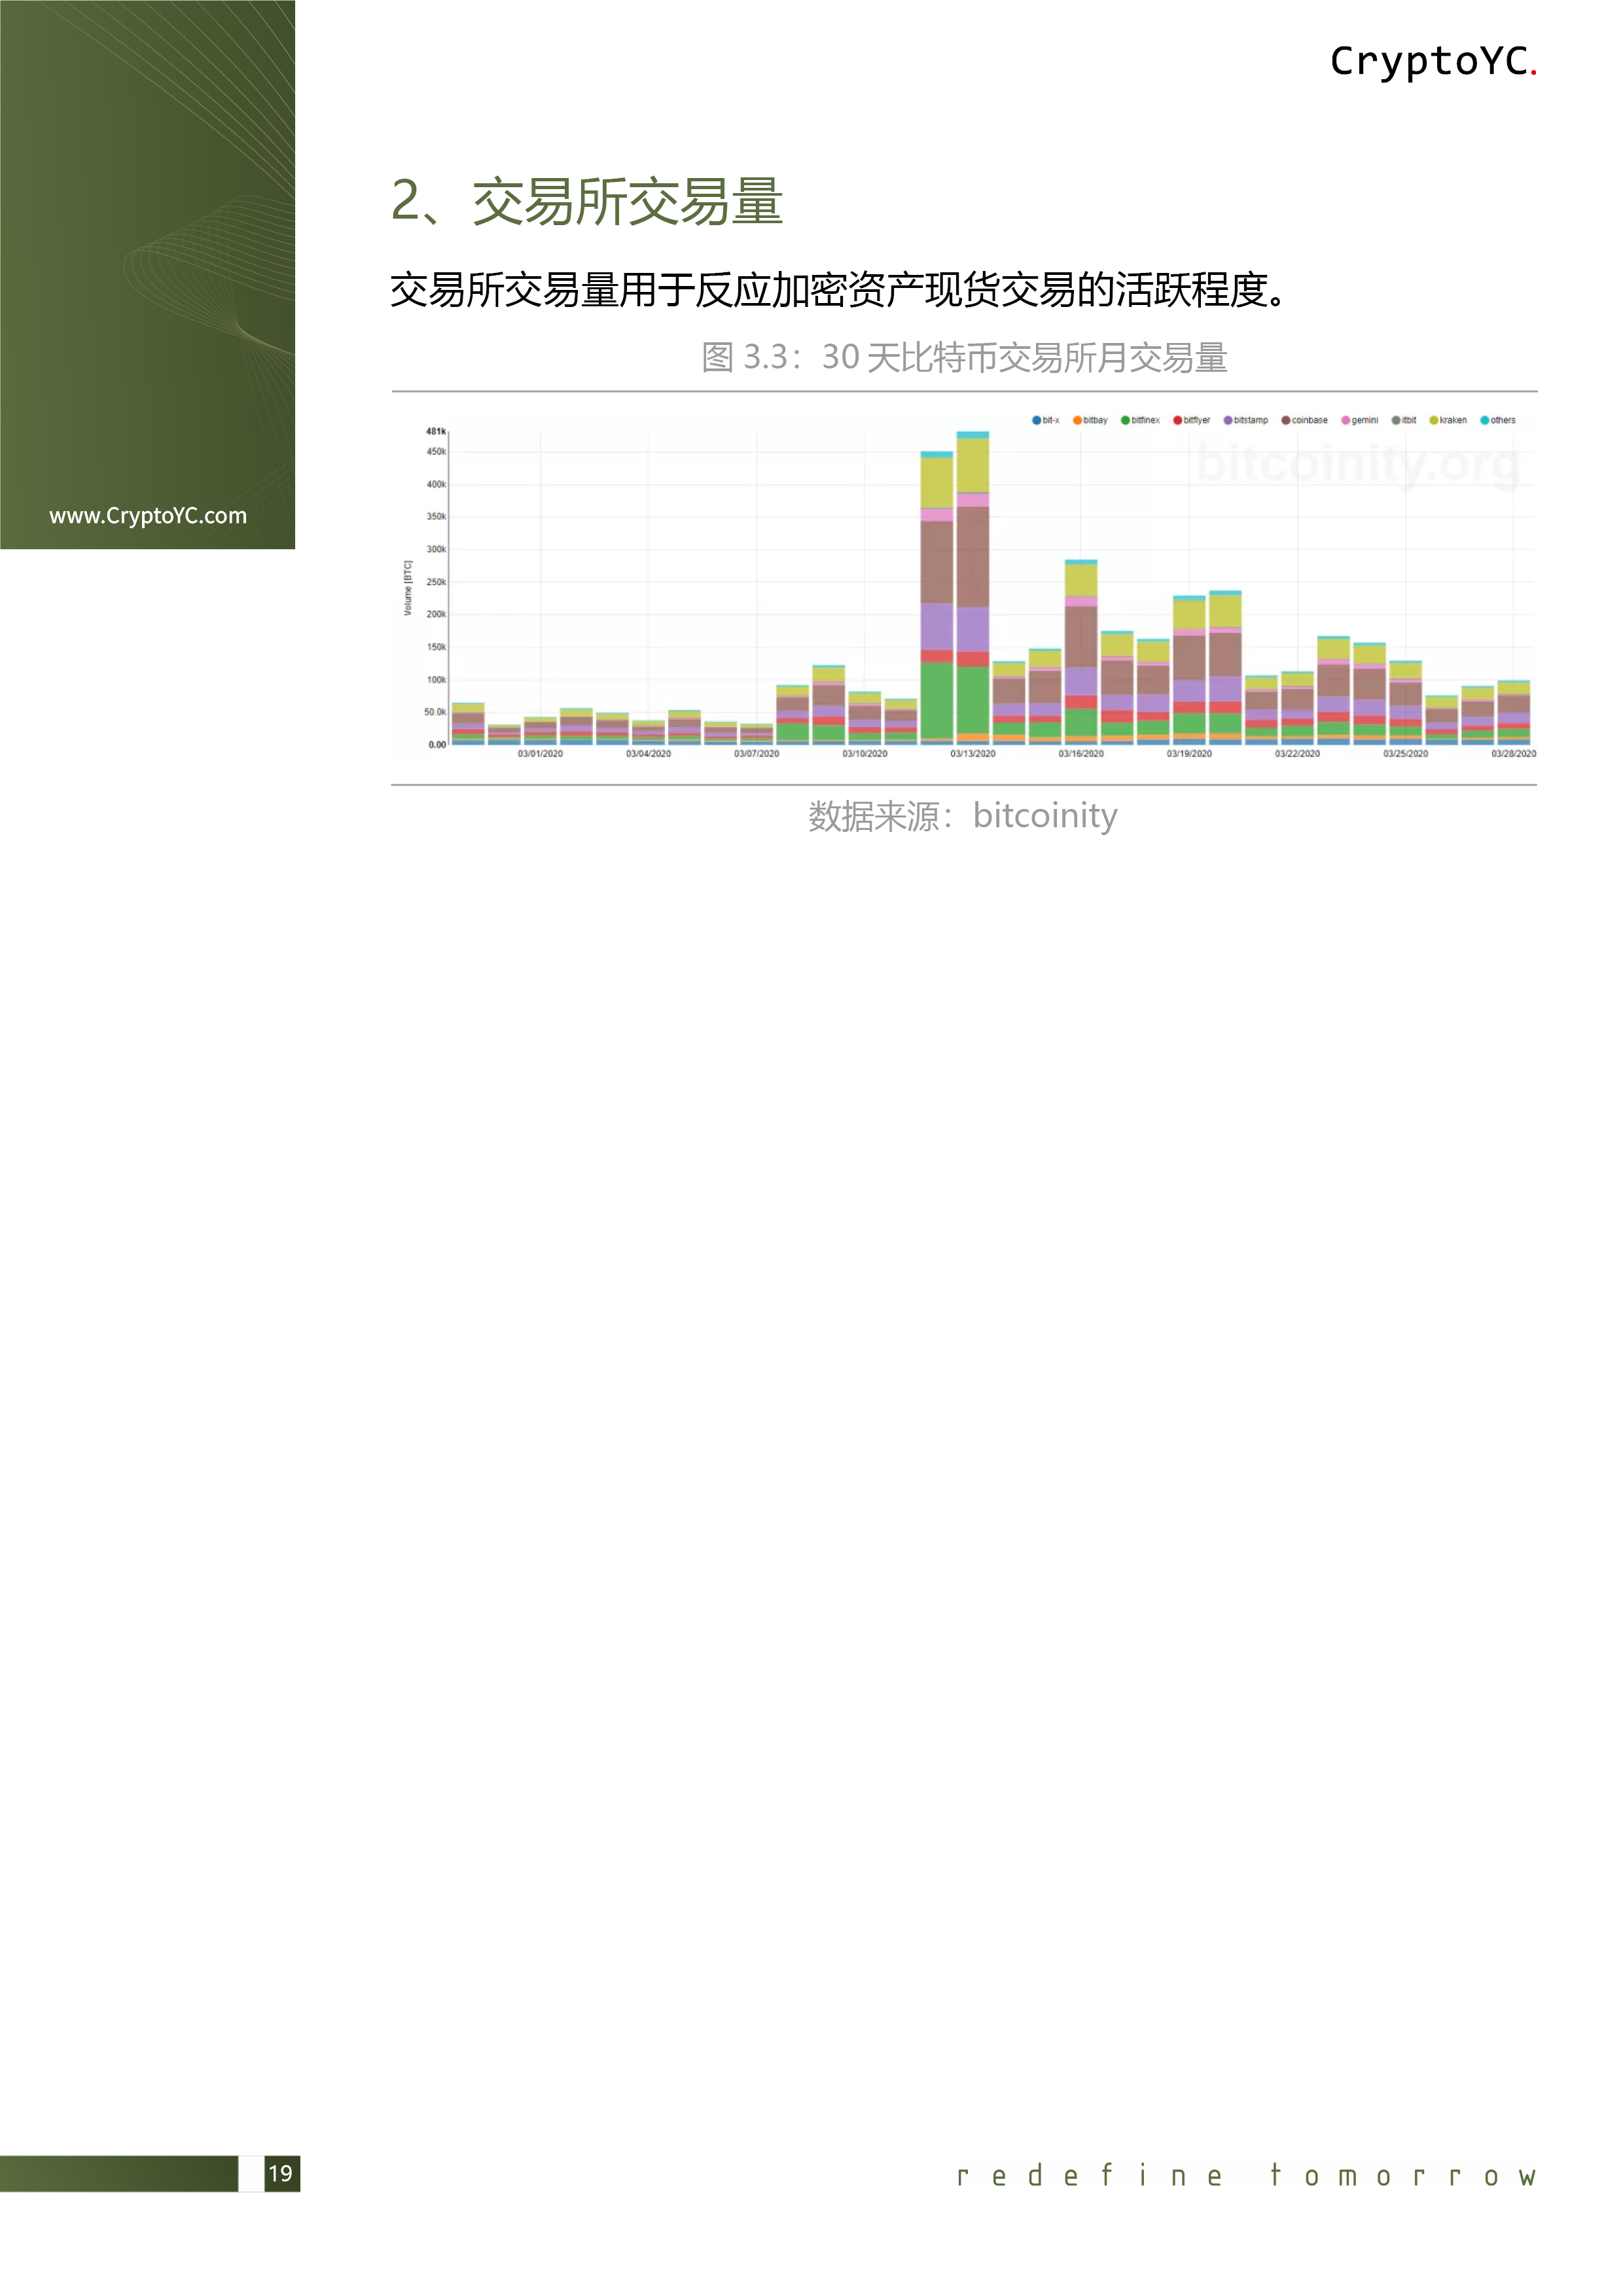 CryptoYC.
www.CryptoYC.com
2、交易所交易量
交易所交易量用于反应加密资产现货交易的活跃程度。
图 3.3：30 天比特币交易所月交易量
bit-x bitbay bitfinex bitflyer bitstamp coinbase gemini itbit kraken others
bitcoinity.org
Volume [BTC]
481k
450k
400k
350k
300k
250k
200k
150k
100k
50.0k
0.00
03/01/2020 03/04/2020 03/07/2020 03/10/2020 03/13/2020 03/16/2020 03/19/2020 03/22/2020 03/25/2020 03/28/2020
数据来源：bitcoinity
19
redefine tomorrow